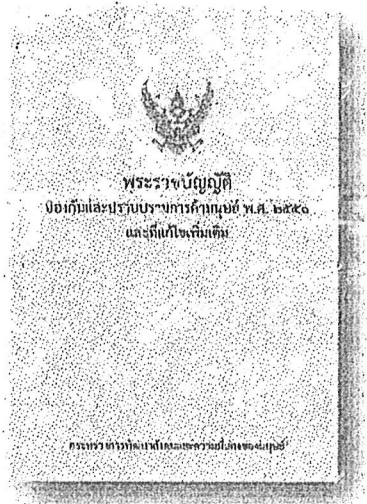 พระราชบัญญัติ
ป้องกันและปราบปรามการค้ามนุษย์ พ.ศ. ๒๕๕๑
และที่แก้ไขเพิ่มเติม
กระทรวงการพัฒนาสังคมและความมั่นคงของมนุษย์